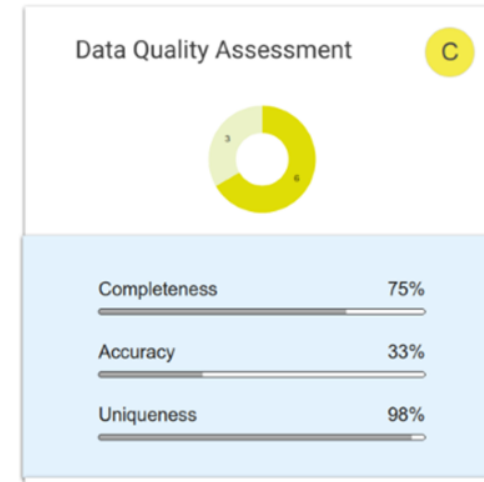 Data Quality Assessment C
3
6
Completeness 75%
Accuracy 33%
Uniqueness 98%